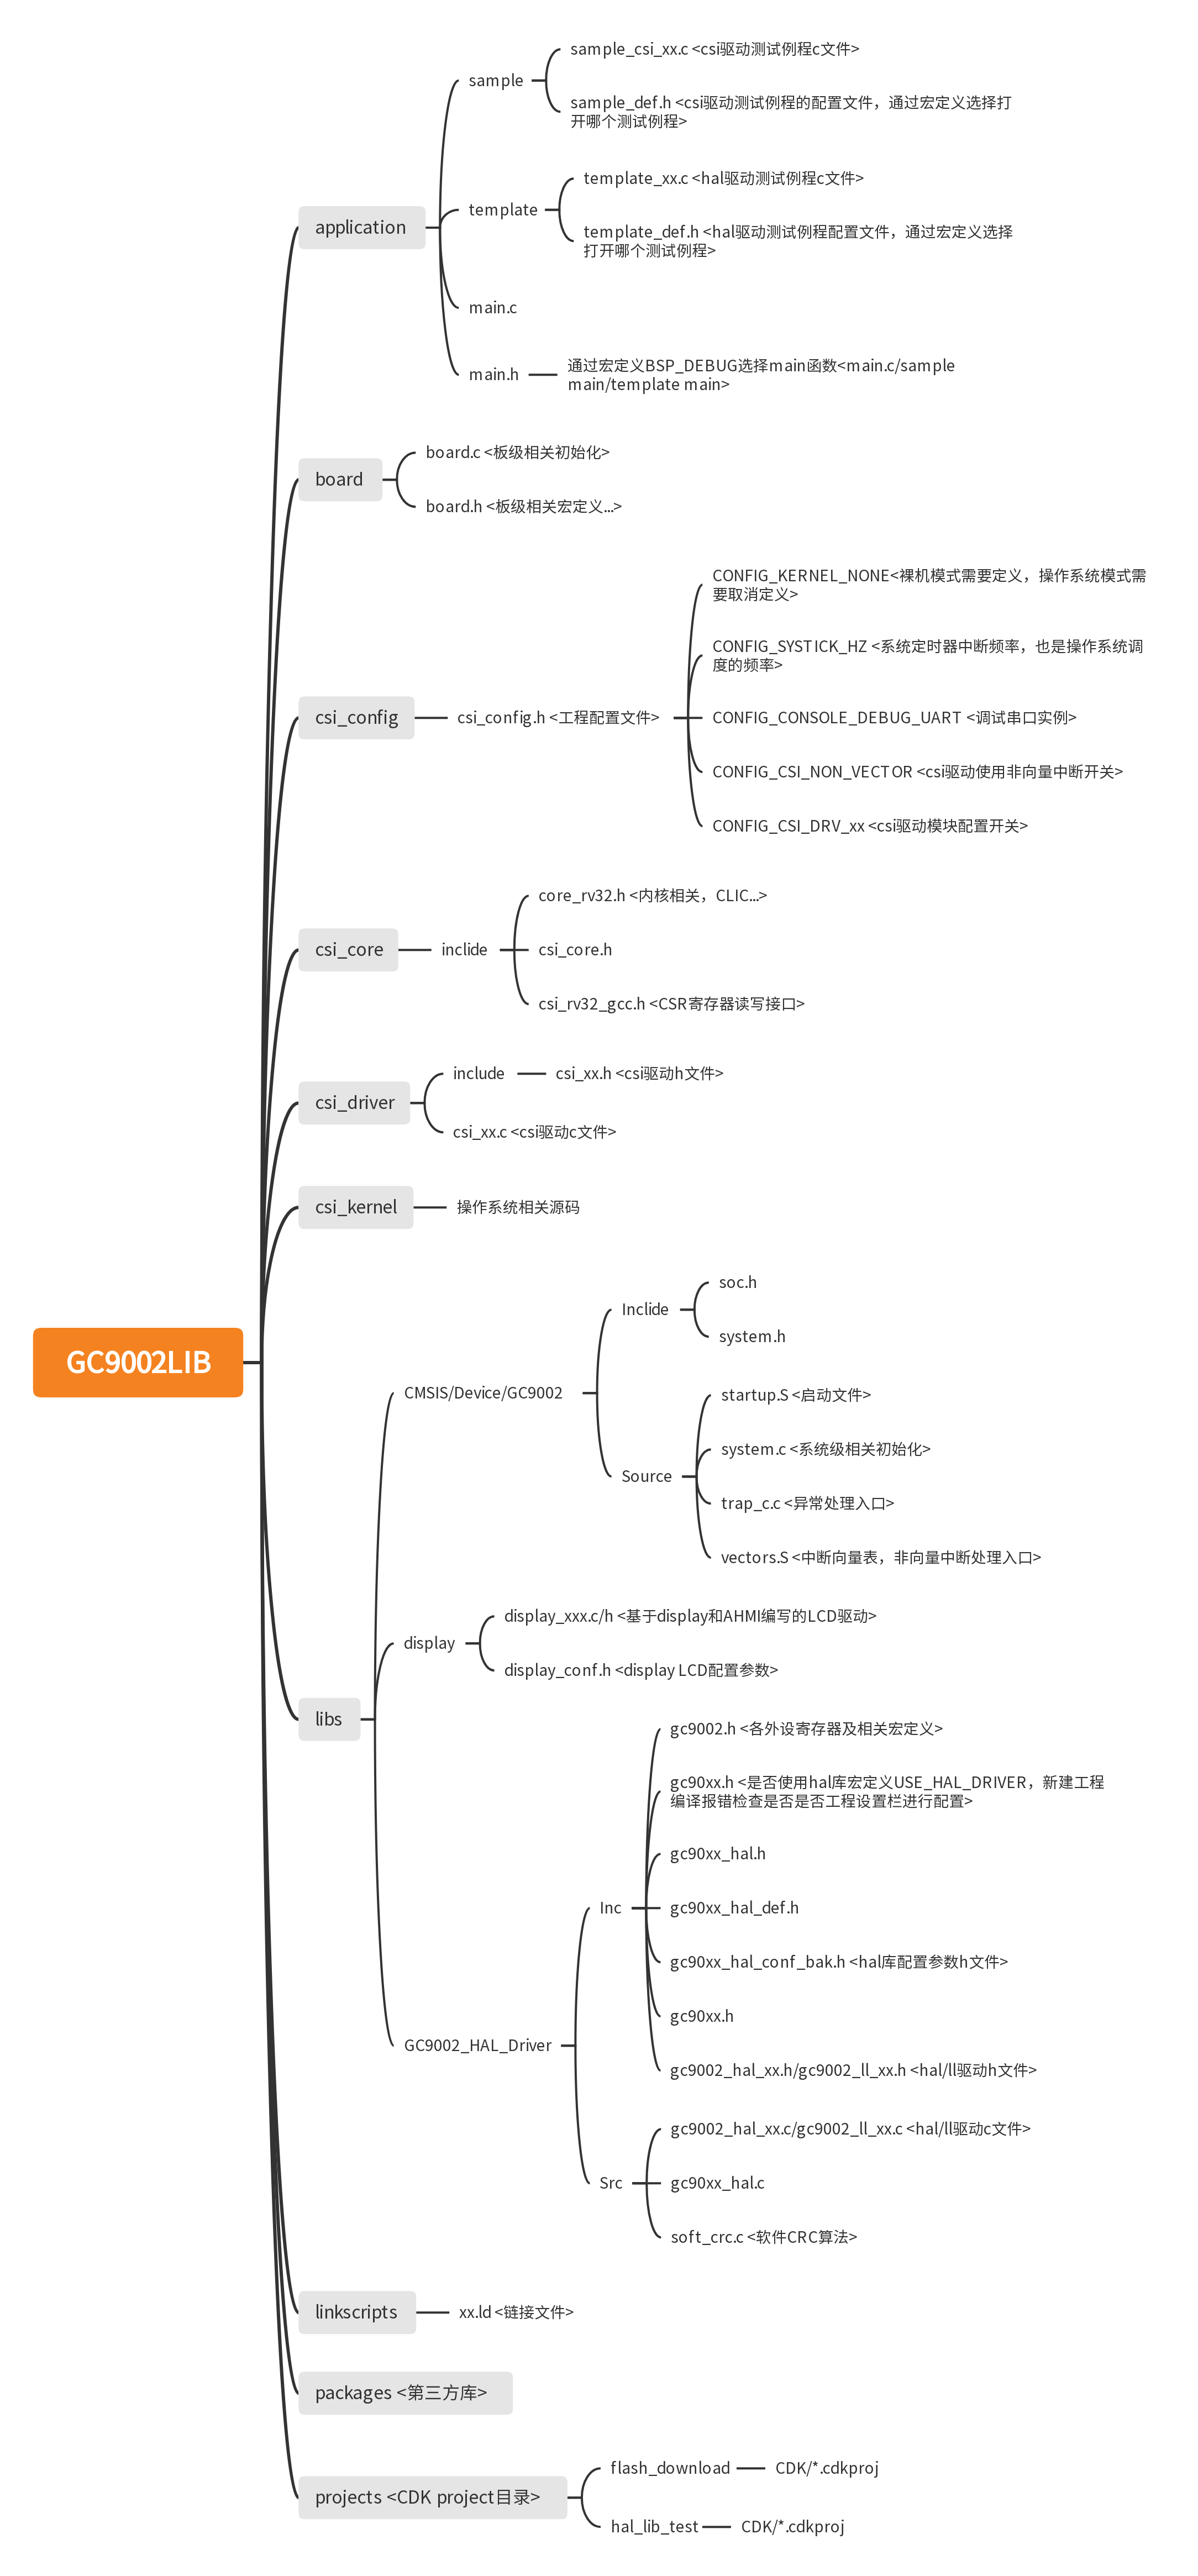 sample_csi_xx.c <csi驱动测试例程c文件>
sample
sample_def.h <csi驱动测试例程的配置文件，通过宏定义选择打
开哪个测试例程>
template_xx.c <hal驱动测试例程c文件>
template
template_def.h <hal驱动测试例程配置文件，通过宏定义选择
打开哪个测试例程>
application
main.c
main.h
通过宏定义BSP_DEBUG选择main函数<main.c/sample
main/template main>
board.c <板级相关初始化>
board
board.h <板级相关宏定义...>
CONFIG_KERNEL_NONE<裸机模式需要定义，操作系统模式需
要取消定义>
CONFIG_SYSTICK_HZ <系统定时器中断频率，也是操作系统调
度的频率>
csi_config
csi_config.h <工程配置文件>
CONFIG_CONSOLE_DEBUG_UART <调试串口实例>
CONFIG_CSI_NON_VECTOR <csi驱动使用非向量中断开关>
CONFIG_CSI_DRV_xx <csi驱动模块配置开关>
core_rv32.h <内核相关，CLIC...>
csi_core
inclide
csi_core.h
csi_rv32_gcc.h <CSR寄存器读写接口>
include
csi_xx.h <csi驱动h文件>
csi_driver
csi_xx.c <csi驱动c文件>
csi_kernel
操作系统相关源码
soc.h
Inclide
system.h
GC9002LIB
CMSIS/Device/GC9002
startup.S <启动文件>
system.c <系统级相关初始化>
Source
trap_c.c <异常处理入口>
vectors.S <中断向量表，非向量中断处理入口>
display_xxx.c/h <基于display和AHMI编写的LCD驱动>
display
display_conf.h <display LCD配置参数>
libs
gc9002.h <各外设寄存器及相关宏定义>
gc90xx.h <是否使用hal库宏定义USE_HAL_DRIVER，新建工程
编译报错检查是否是否工程设置栏进行配置>
gc90xx_hal.h
Inc
gc90xx_hal_def.h
gc90xx_hal_conf_bak.h <hal库配置参数h文件>
gc90xx.h
GC9002_HAL_Driver
gc9002_hal_xx.h/gc9002_ll_xx.h <hal/ll驱动h文件>
gc9002_hal_xx.c/gc9002_ll_xx.c <hal/ll驱动c文件>
Src
gc90xx_hal.c
soft_crc.c <软件CRC算法>
linkscripts
xx.ld <链接文件>
packages <第三方库>
flash_download
CDK/*.cdkproj
projects <CDK project目录>
hal_lib_test
CDK/*.cdkproj